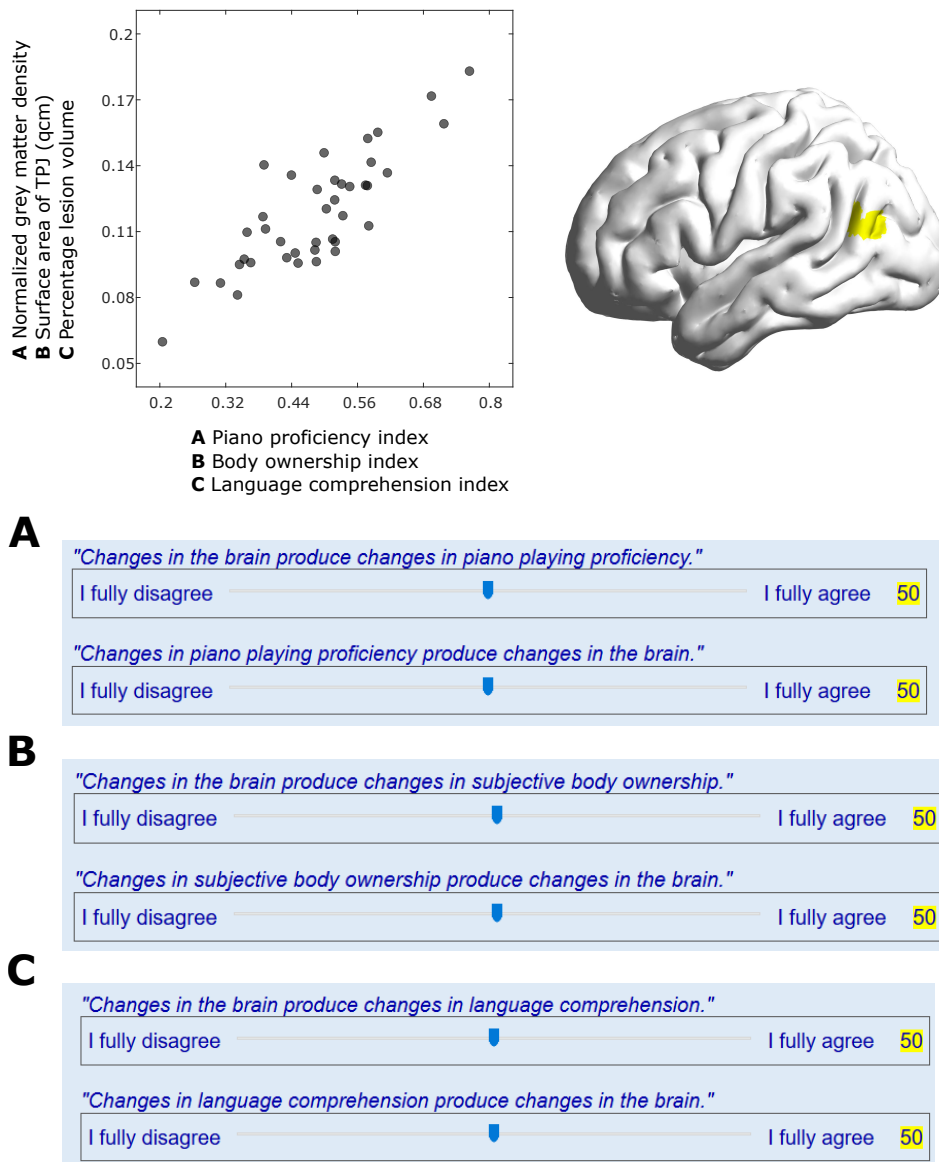 A Normalized grey matter density
B Surface area of TPJ (qcm)
C Percentage lesion volume
0.2
0.17
0.14
0.11
0.08
0.05
0.2 0.32 0.44 0.56 0.68 0.8
A Piano proficiency index
B Body ownership index
C Language comprehension index
A
"Changes in the brain produce changes in piano playing proficiency."
I fully disagree I fully agree 50
"Changes in piano playing proficiency produce changes in the brain."
I fully disagree I fully agree 50
B
"Changes in the brain produce changes in subjective body ownership."
I fully disagree I fully agree 50
"Changes in subjective body ownership produce changes in the brain."
I fully disagree I fully agree 50
C
"Changes in the brain produce changes in language comprehension."
I fully disagree I fully agree 50
"Changes in language comprehension produce changes in the brain."
I fully disagree I fully agree 50